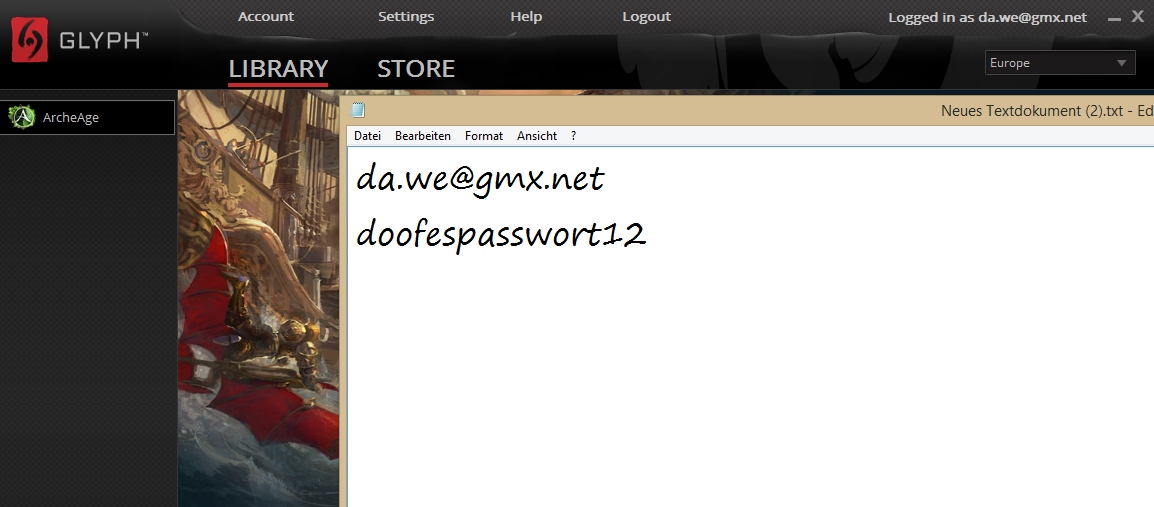 GLYPH™
Account Settings Help Logout
Logged in as da.we@gmx.net
LIBRARY STORE
Europe
ArcheAge
Neues Textdokument (2).txt - Ed
Datei Bearbeiten Format Ansicht ?
da.we@gmx.net
doofespasswort12